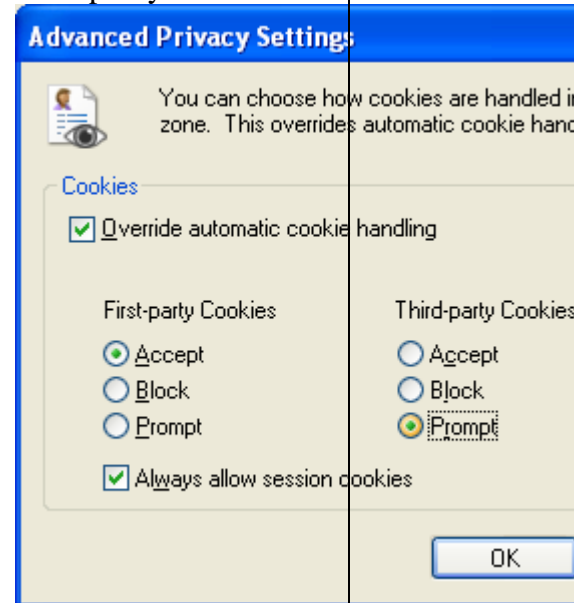 Advanced Privacy Settings
You can choose how cookies are handled
zone. This overrides automatic cookie
Cookies
Override automatic cookie handling
First-party Cookies Third-party Cookies
Accept Accept
Block Block
Prompt Prompt
Always allow session cookies
OK